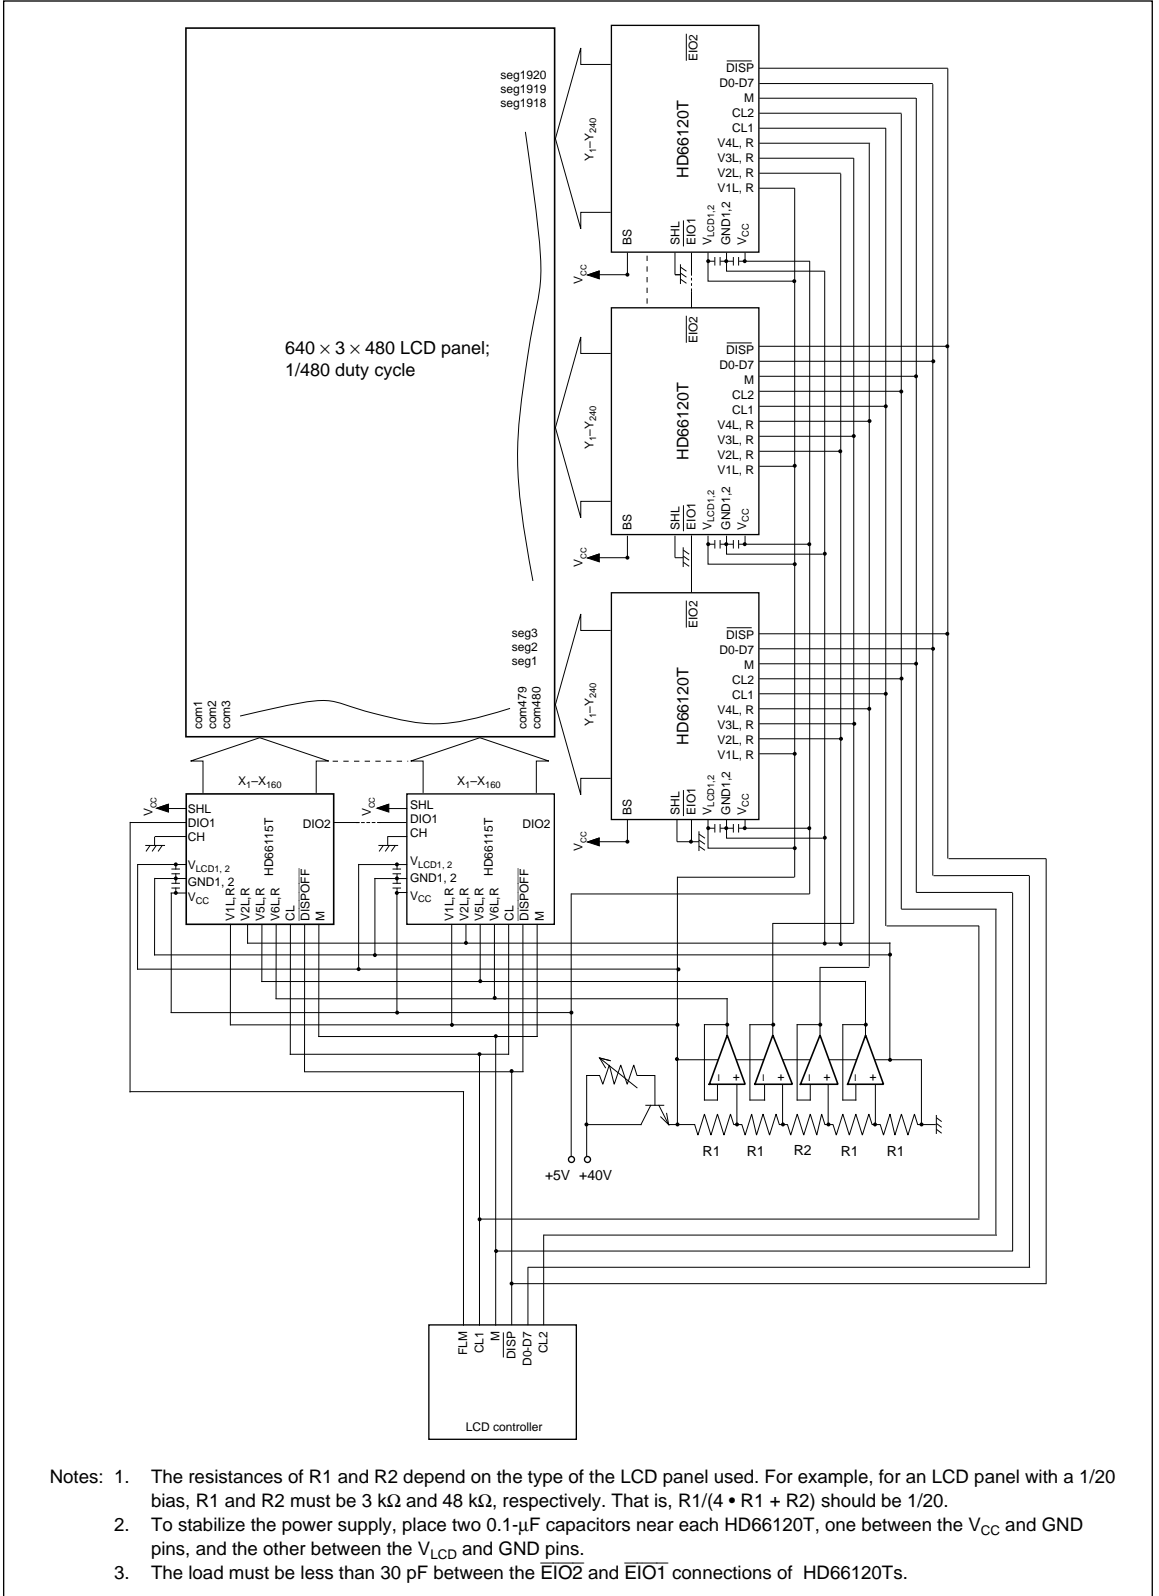 seg1920
seg1919
seg1918
640 × 3 × 480 LCD panel;
1/480 duty cycle
seg3
seg2
seg1
com1
com2
com3
com479
com480
Y1–Y240
HD66120T
EIO2
DISP
D0-D7
M
CL2
CL1
V4L, R
V3L, R
V2L, R
V1L, R
BS
SHL
EIO1
VLCD1,2
GND1,2
VCC
VCC
Y1–Y240
HD66120T
EIO2
DISP
D0-D7
M
CL2
CL1
V4L, R
V3L, R
V2L, R
V1L, R
BS
SHL
EIO1
VLCD1,2
GND1,2
VCC
VCC
Y1–Y240
HD66120T
EIO2
DISP
D0-D7
M
CL2
CL1
V4L, R
V3L, R
V2L, R
V1L, R
BS
SHL
EIO1
VLCD1,2
GND1,2
VCC
VCC
X1–X160
VCC
SHL
DIO1
CH
VLCD1, 2
GND1, 2
VCC
HD66115T
DIO2
V1L, R
V2L, R
V5L, R
V6L, R
CL
DISPOFF
M
X1–X160
VCC
SHL
DIO1
CH
VLCD1, 2
GND1, 2
VCC
HD66115T
DIO2
V1L, R
V2L, R
V5L, R
V6L, R
CL
DISPOFF
M
– +
– +
– +
– +
R1 R1 R2 R1 R1
+5V +40V
FLM
CL1
M
DISP
D0-D7
CL2
LCD controller
Notes: 1. The resistances of R1 and R2 depend on the type of the LCD panel used. For example, for an LCD panel with a 1/20
bias, R1 and R2 must be 3 kΩ and 48 kΩ, respectively. That is, R1/(4 • R1 + R2) should be 1/20.
2. To stabilize the power supply, place two 0.1-µF capacitors near each HD66120T, one between the VCC and GND
pins, and the other between the VLCD and GND pins.
3. The load must be less than 30 pF between the EIO2 and EIO1 connections of HD66120Ts.